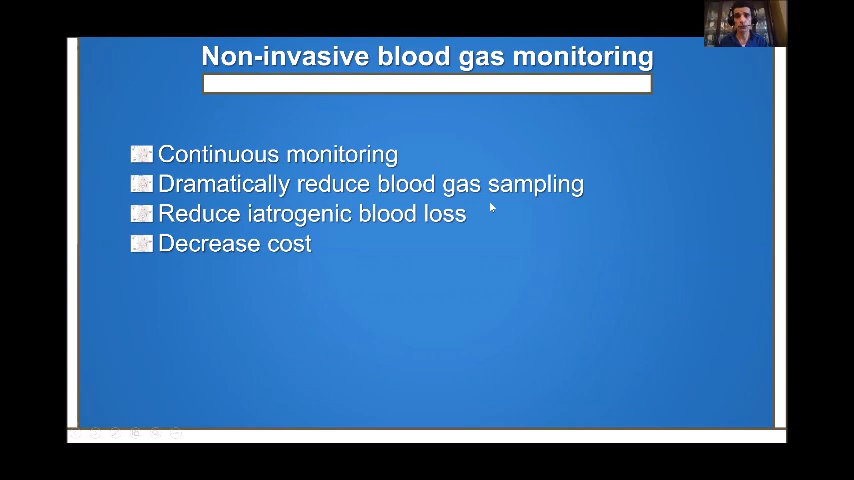 Non-invasive blood gas monitoring
Continuous monitoring
Dramatically reduce blood gas sampling
Reduce iatrogenic blood loss
Decrease cost